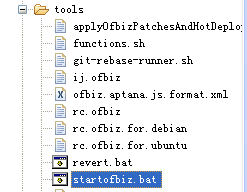 tools
applyOfbizPatchesAndHotDeplo
functions.sh
git-rebase-runner.sh
ij.ofbiz
ofbiz.aptana.js.format.xml
rc.ofbiz
rc.ofbiz.for.debian
rc.ofbiz.for.ubuntu
revert.bat
startofbiz.bat